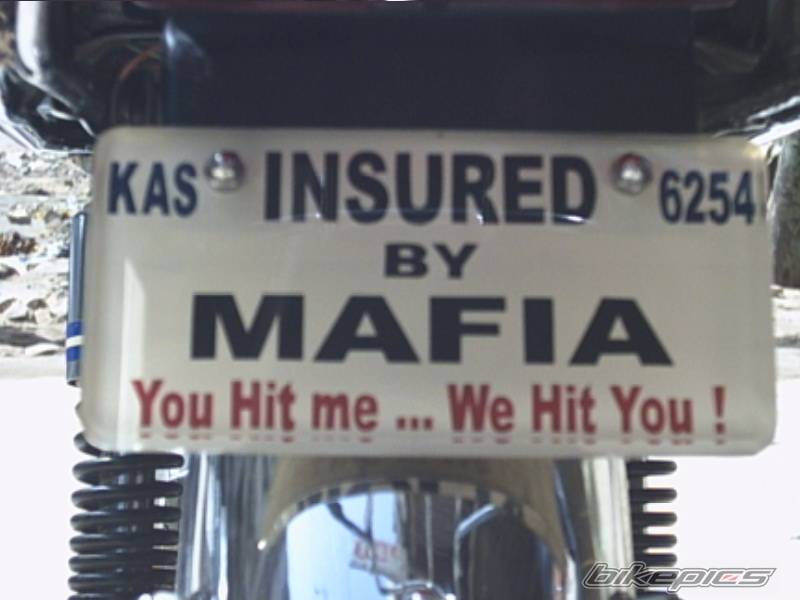 KAS INSURED 6254
BY
MAFIA
You Hit me ... We Hit You !
bikepics